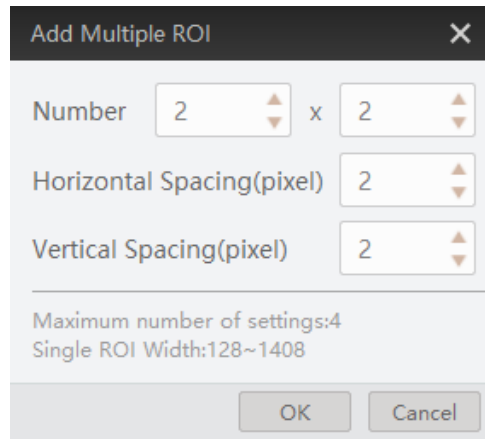 Add Multiple ROI
Number 2 x 2
Horizontal Spacing(pixel) 2
Vertical Spacing(pixel) 2
Maximum number of settings:4
Single ROI Width:128~1408
OK Cancel